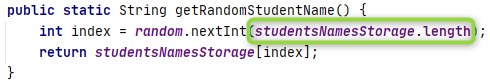 public static String getRandomStudentName() {
    int index = random.nextInt(studentsNamesStorage.length);
    return studentsNamesStorage[index];
}